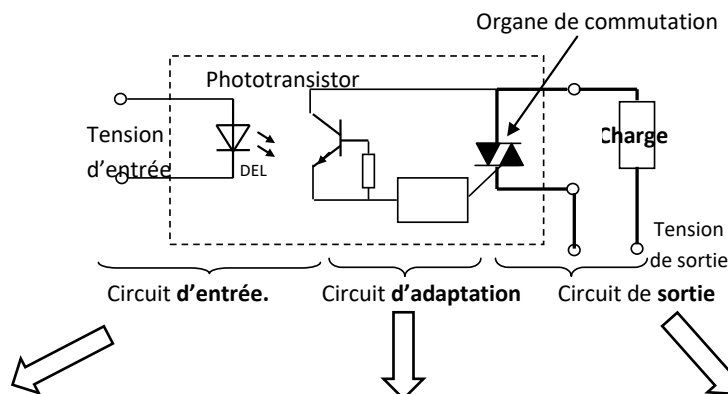 Organe de commutation
Phototransistor
Tension
d’entrée
DEL
Charge
Tension
de sortie
Circuit d’entrée.
Circuit d’adaptation
Circuit de sortie